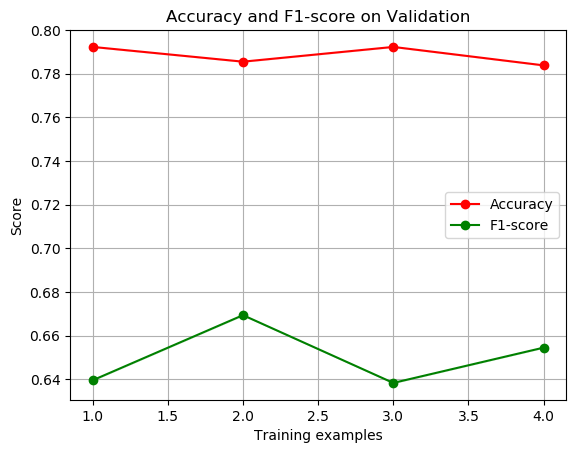 Accuracy and F1-score on Validation
0.80
0.78
0.76
0.74
0.72
0.70
0.68
0.66
0.64
Score
Accuracy
F1-score
1.0 1.5 2.0 2.5 3.0 3.5 4.0
Training examples